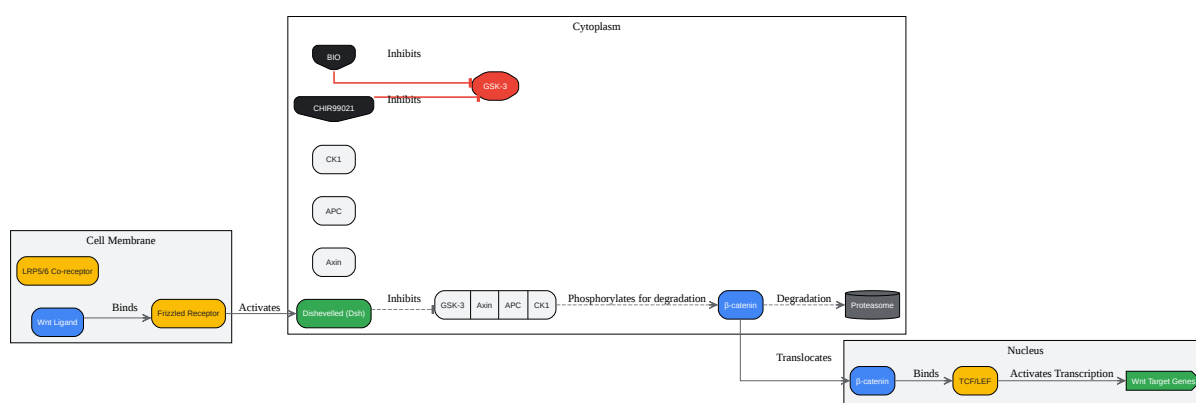 Cytoplasm
BIO
Inhibits
GSK-3
CHIR99021
Inhibits
CK1
APC
Axin
Cell Membrane
LRP5/6 Co-receptor
Wnt Ligand
Binds
Frizzled Receptor
Activates
Dishevelled (Dsh)
Inhibits
GSK-3
Axin
APC
CK1
Phosphorylates for degradation
β-catenin
Degradation
Proteasome
Translocates
Nucleus
β-catenin
Binds
TCF/LEF
Activates Transcription
Wnt Target Genes